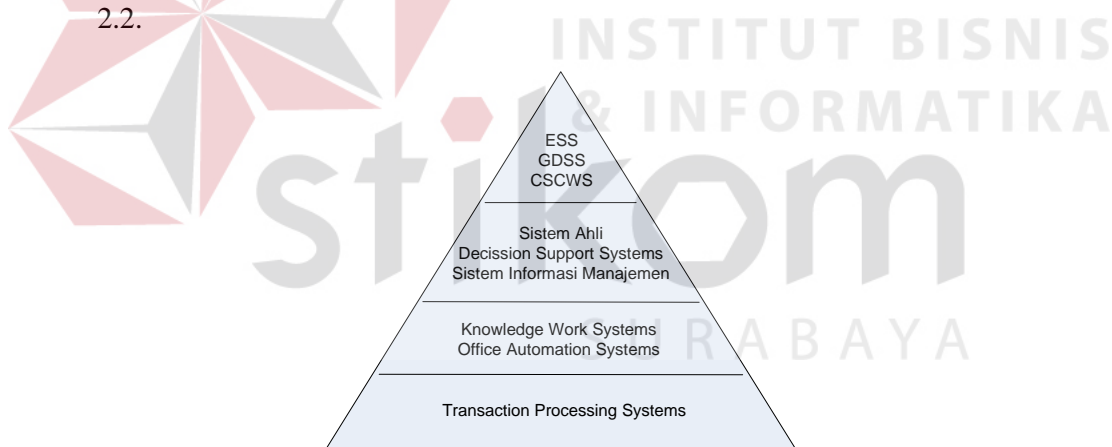 2.2.
INSTITUT BISNIS
& INFORMATIKA
stikom
SURABAYA
ESS
GDSS
CSCWS
Sistem Ahli
Decission Support Systems
Sistem Informasi Manajemen
Knowledge Work Systems
Office Automation Systems
Transaction Processing Systems